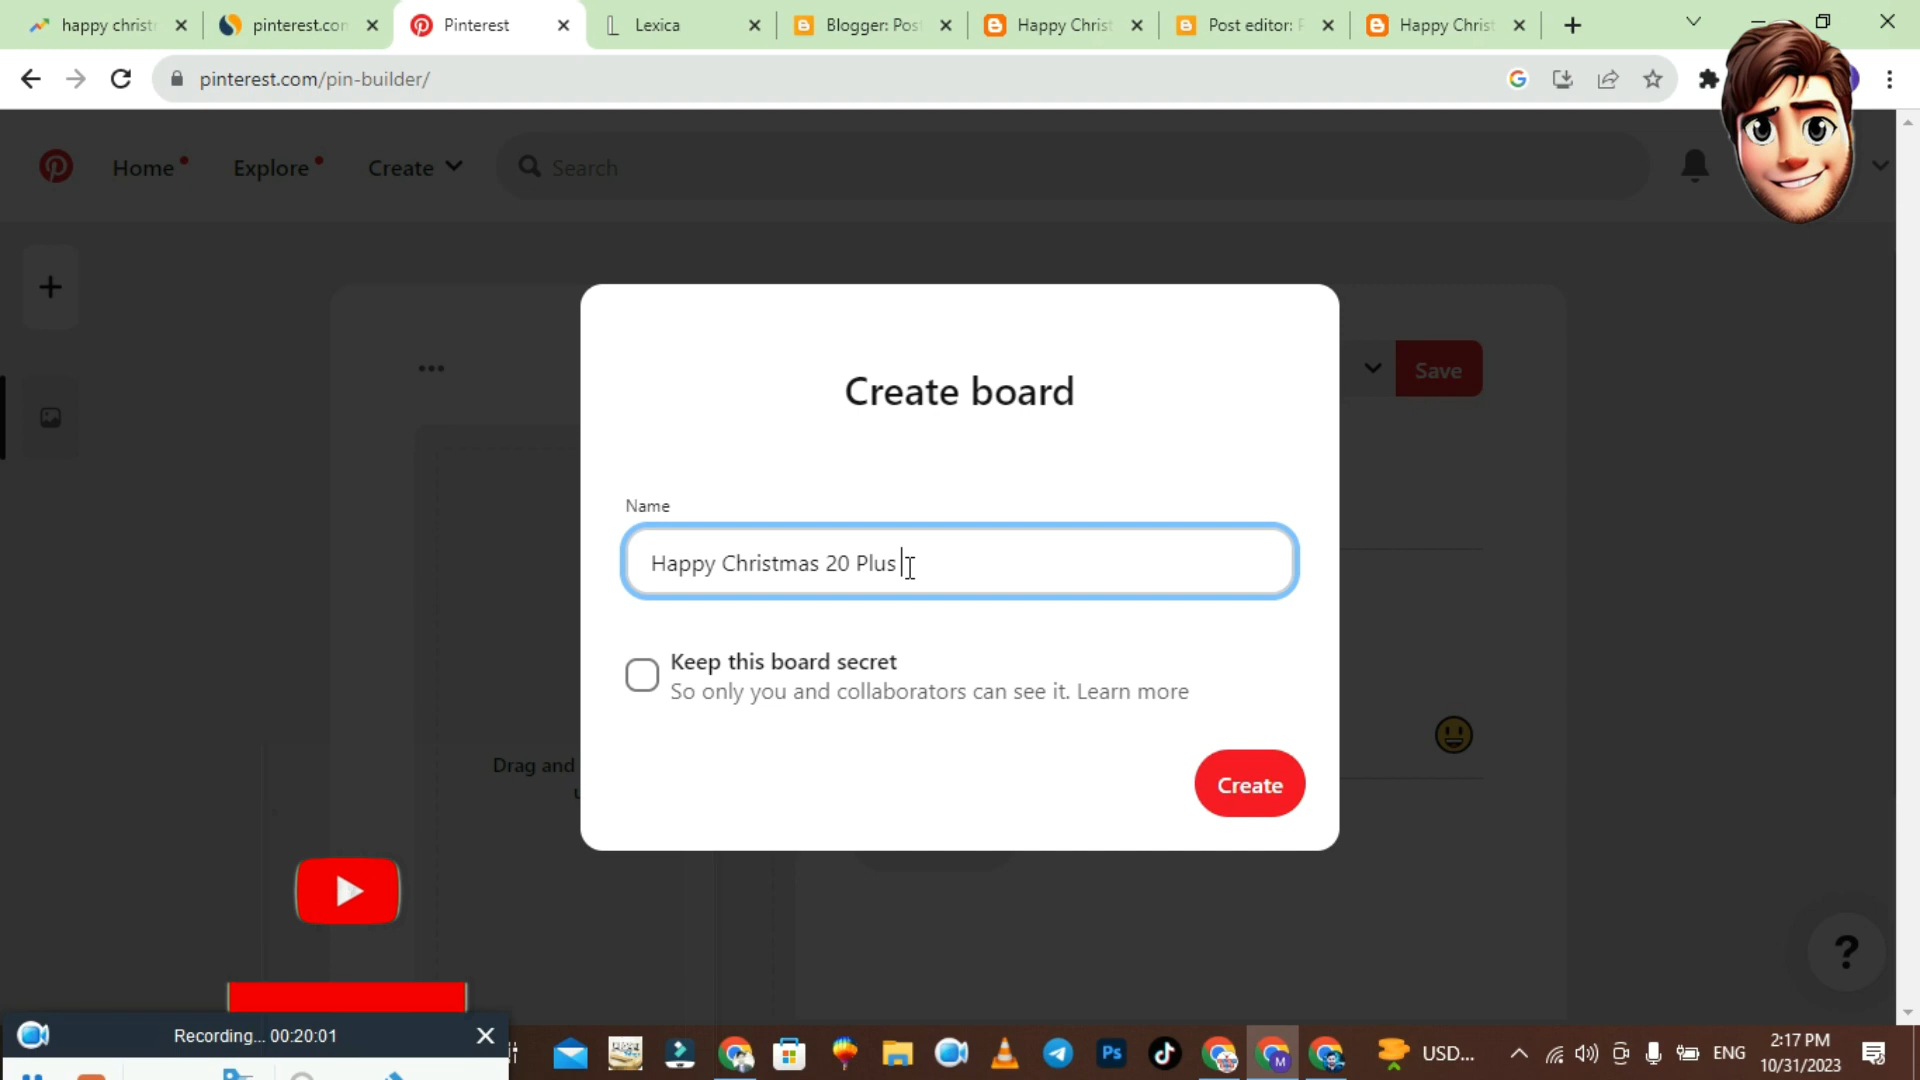 happy christ
pinterest.com
Pinterest
Lexica
Blogger: Pos
Happy Christ
Post editor: P
Happy Christ
pinterest.com/pin-builder/
Home
Explore
Create
Search
Save
Create board
Name
Happy Christmas 20 Plus
Keep this board secret
So only you and collaborators can see it. Learn more
Drag and
Create
?
Recording... 00:20:01
USD...
ENG
2:17 PM
10/31/2023
Ps
M